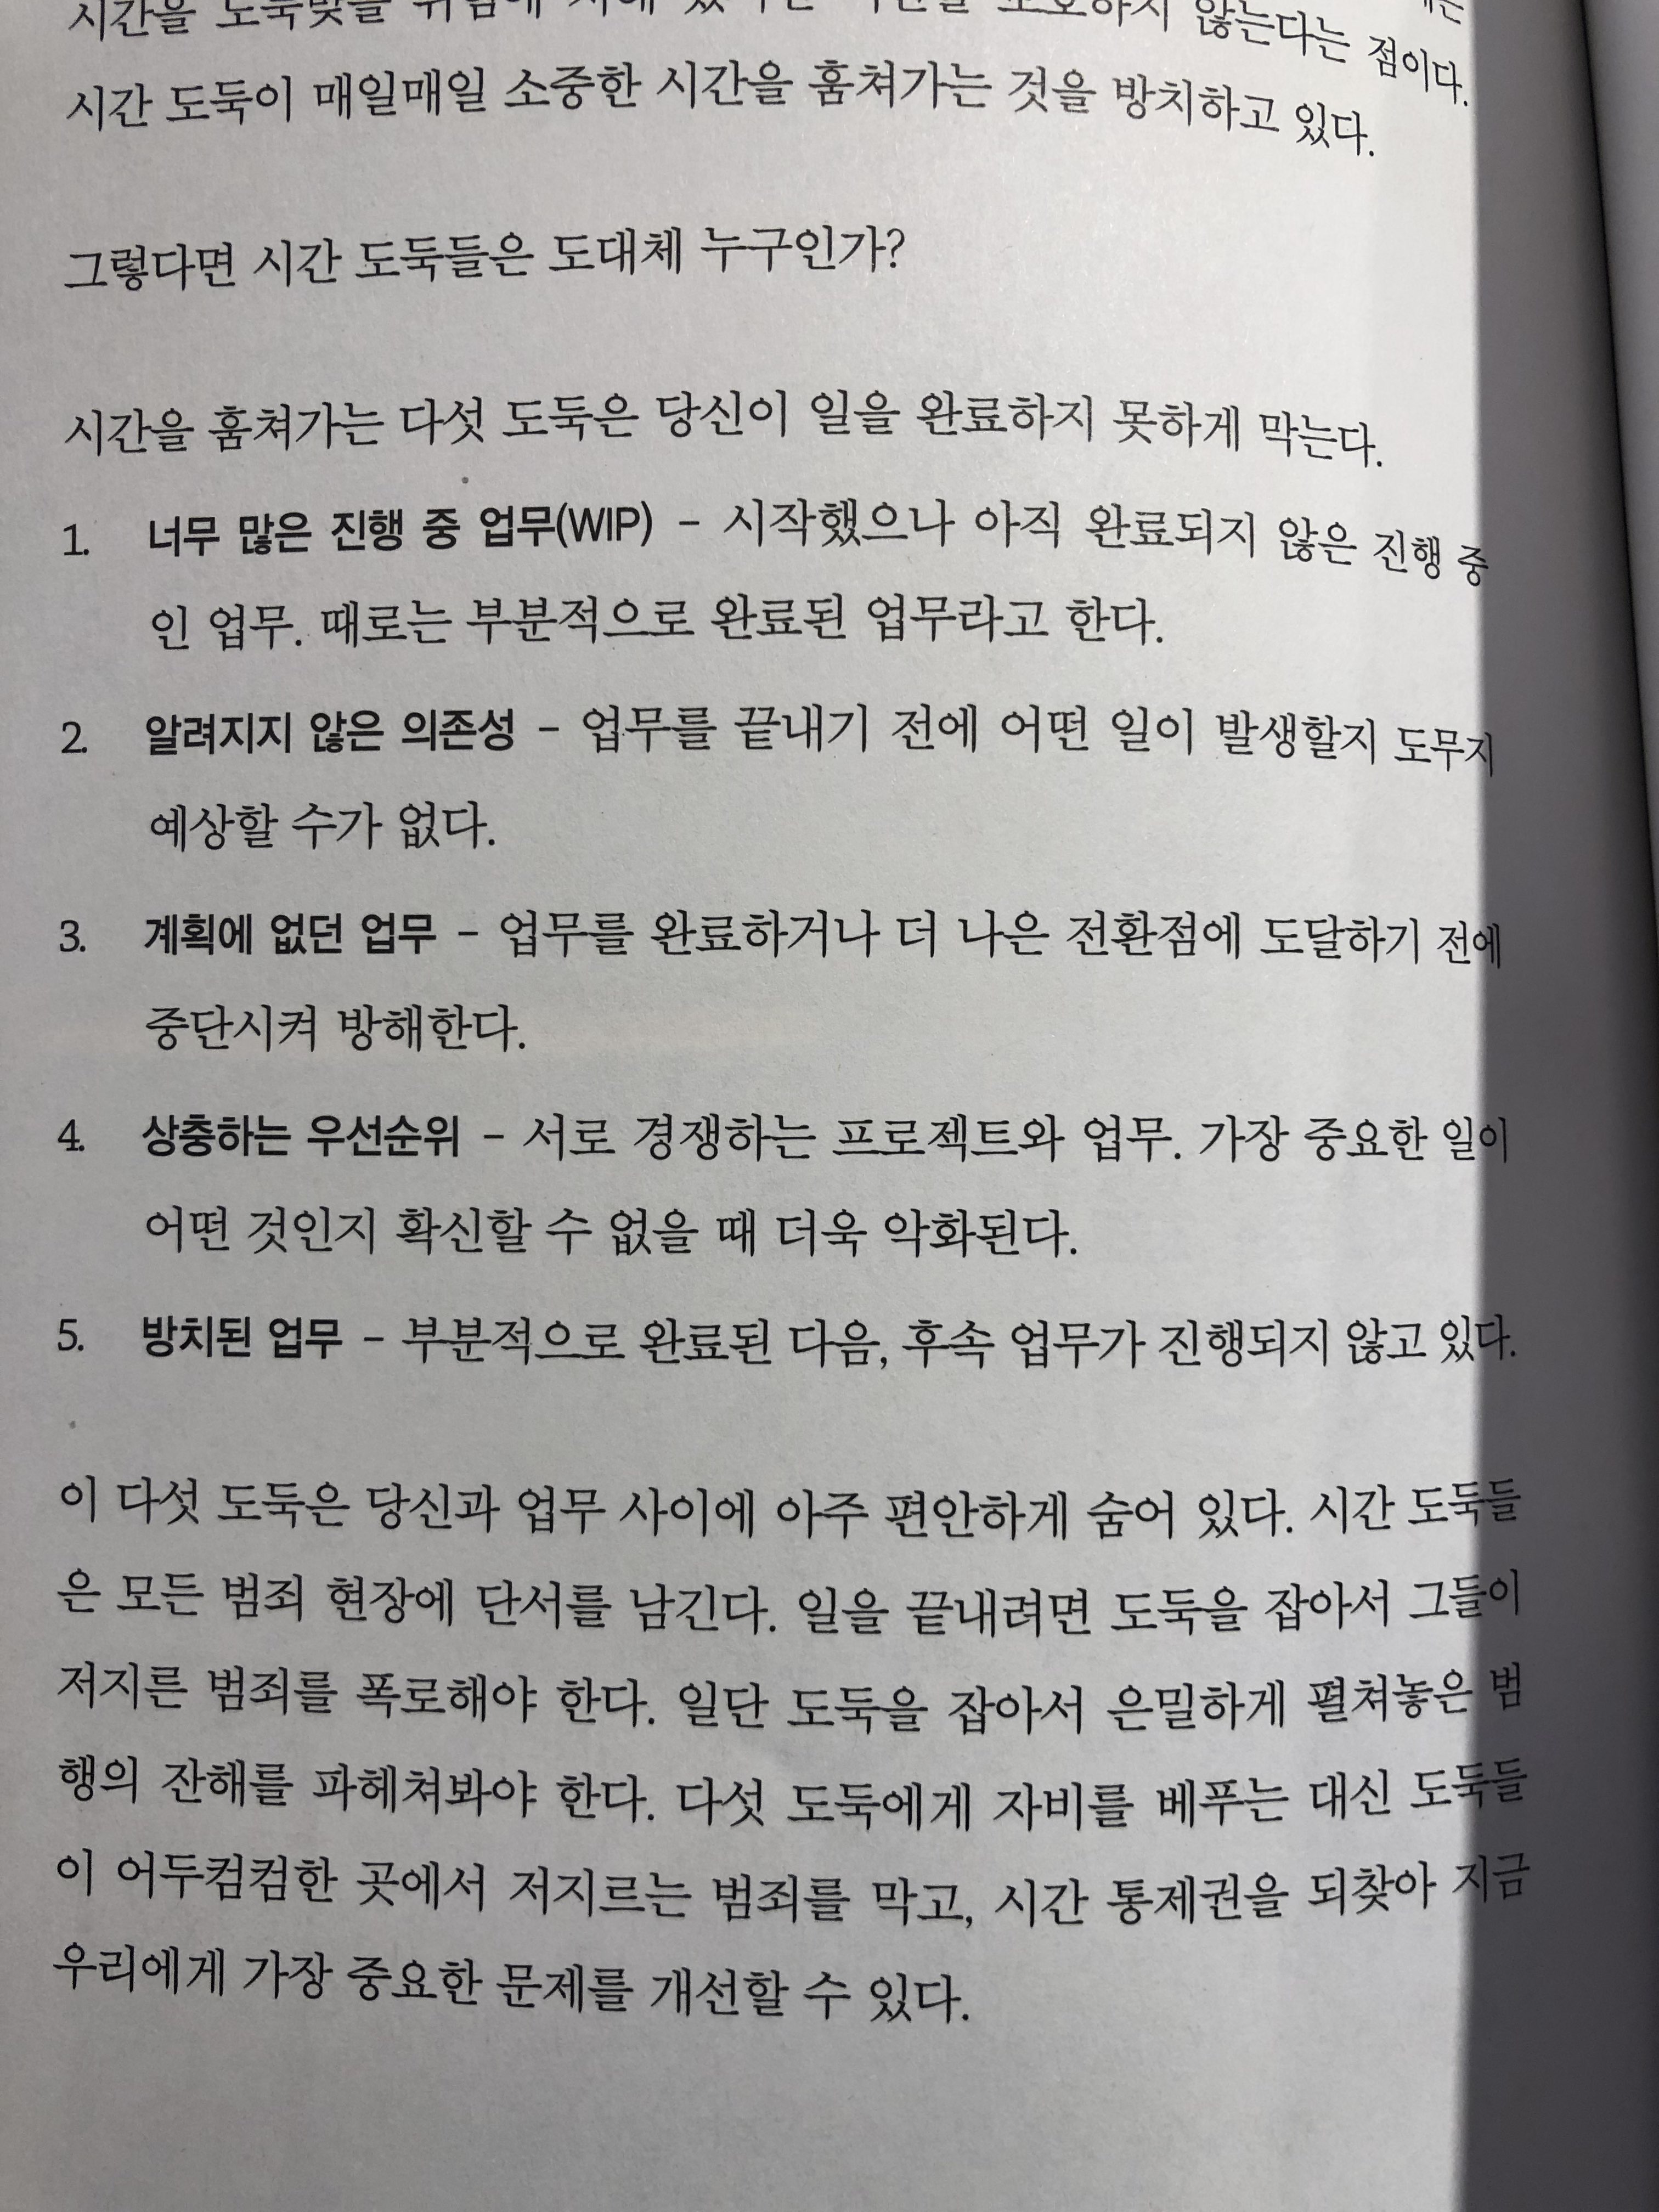 시간을 도둑맞을 위험에 않는다는 점이다.
시간 도둑이 매일매일 소중한 시간을 훔쳐가는 것을 방치하고 있다.
그렇다면 시간 도둑들은 도대체 누구인가?
시간을 훔쳐가는 다섯 도둑은 당신이 일을 완료하지 못하게 막는다.
1. 너무 많은 진행 중 업무(WIP) – 시작했으나 아직 완료되지 않은 진행 중
인 업무. 때로는 부분적으로 완료된 업무라고 한다.
2. 알려지지 않은 의존성 – 업무를 끝내기 전에 어떤 일이 발생할지 도무지
예상할 수가 없다.
3. 계획에 없던 업무 – 업무를 완료하거나 더 나은 전환점에 도달하기 전에
중단시켜 방해한다.
4. 상충하는 우선순위 – 서로 경쟁하는 프로젝트와 업무. 가장 중요한 일이
어떤 것인지 확신할 수 없을 때 더욱 악화된다.
5. 방치된 업무 – 부분적으로 완료된 다음, 후속 업무가 진행되지 않고 있다.
이 다섯 도둑은 당신과 업무 사이에 아주 편안하게 숨어 있다. 시간 도둑들
은 모든 범죄 현장에 단서를 남긴다. 일을 끝내려면 도둑을 잡아서 그들이
저지른 범죄를 폭로해야 한다. 일단 도둑을 잡아서 은밀하게 펼쳐놓은 범
행의 잔해를 파헤쳐봐야 한다. 다섯 도둑에게 자비를 베푸는 대신 도둑들
이 어두컴컴한 곳에서 저지르는 범죄를 막고, 시간 통제권을 되찾아 지금
우리에게 가장 중요한 문제를 개선할 수 있다.